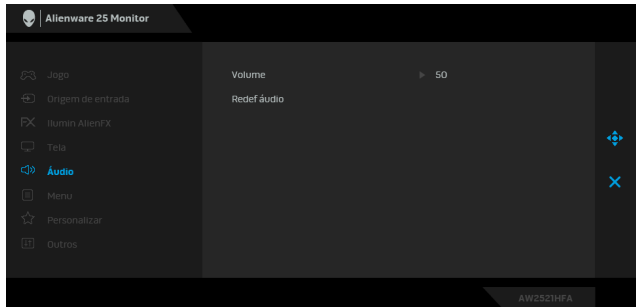 Alienware 25 Monitor
Jogo
Origem de entrada
FX Ilumin AlienFX
Tela
Áudio
Menu
Personalizar
Outros
Volume 50
Redef áudio
AW2521HFA